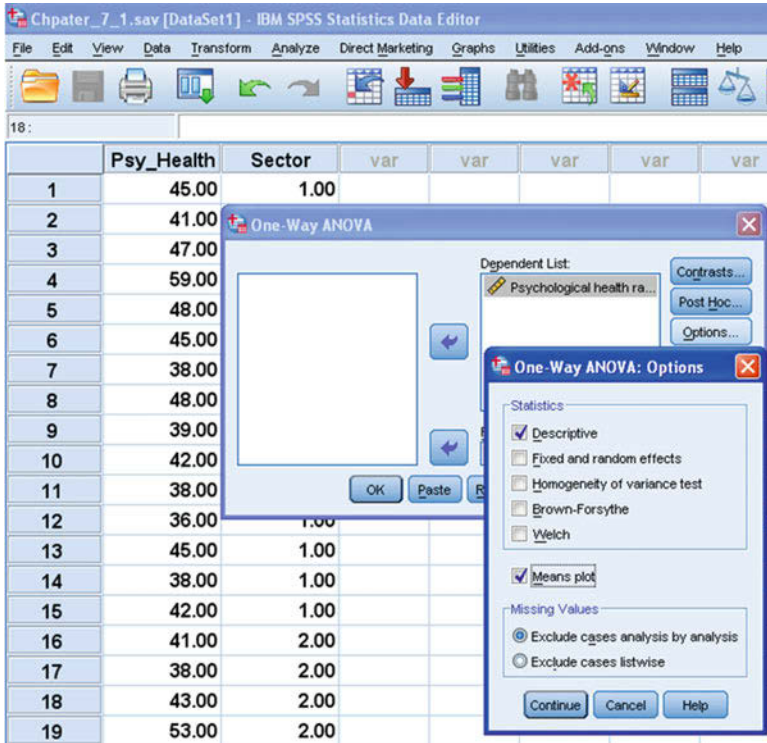 Chpater_7_1.sav [DataSet1] - IBM SPSS Statistics Data Editor
File Edit View Data Transform Analyze Direct Marketing Graphs Utilities Add-ons Window Help
18 :
Psy_Health Sector var var var var var
1 45.00 1.00
2 41.00
3 47.00
4 59.00
5 48.00
6 45.00
7 38.00
8 48.00
9 39.00
10 42.00
11 38.00
12 36.00 1.00
13 45.00 1.00
14 38.00 1.00
15 42.00 1.00
16 41.00 2.00
17 38.00 2.00
18 43.00 2.00
19 53.00 2.00
One-Way ANOVA
Dependent List:
Psychological health ra...
Contrasts...
Post Hoc...
Options...
OK Paste R
One-Way ANOVA: Options
Statistics
Descriptive
Fixed and random effects
Homogeneity of variance test
Brown-Forsythe
Welch
Means plot
Missing Values
Exclude cases analysis by analysis
Exclude cases listwise
Continue Cancel Help